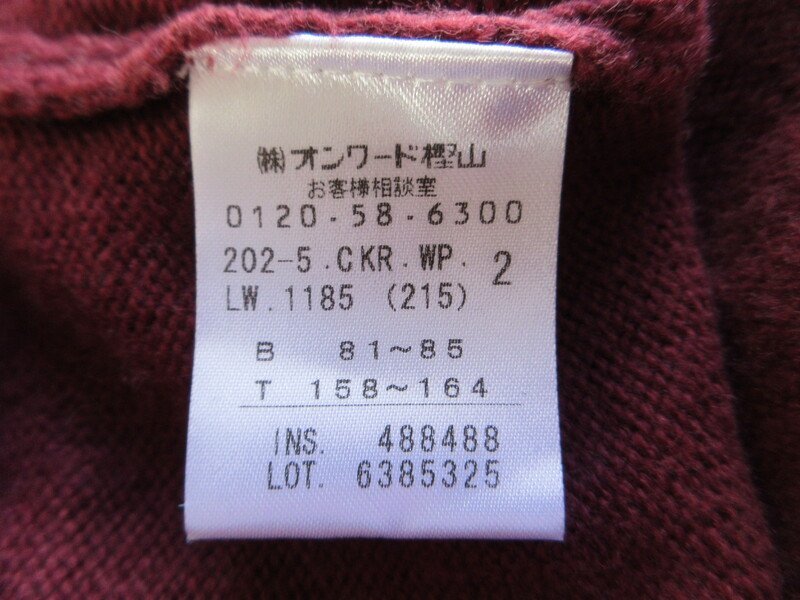 ㈱オンワード樫山
お客様相談室
0120-58-6300
202-5.CKR.WP. 2
LW.1185 (215)
B 81~85
T 158~164
INS. 488488
LOT. 6385325